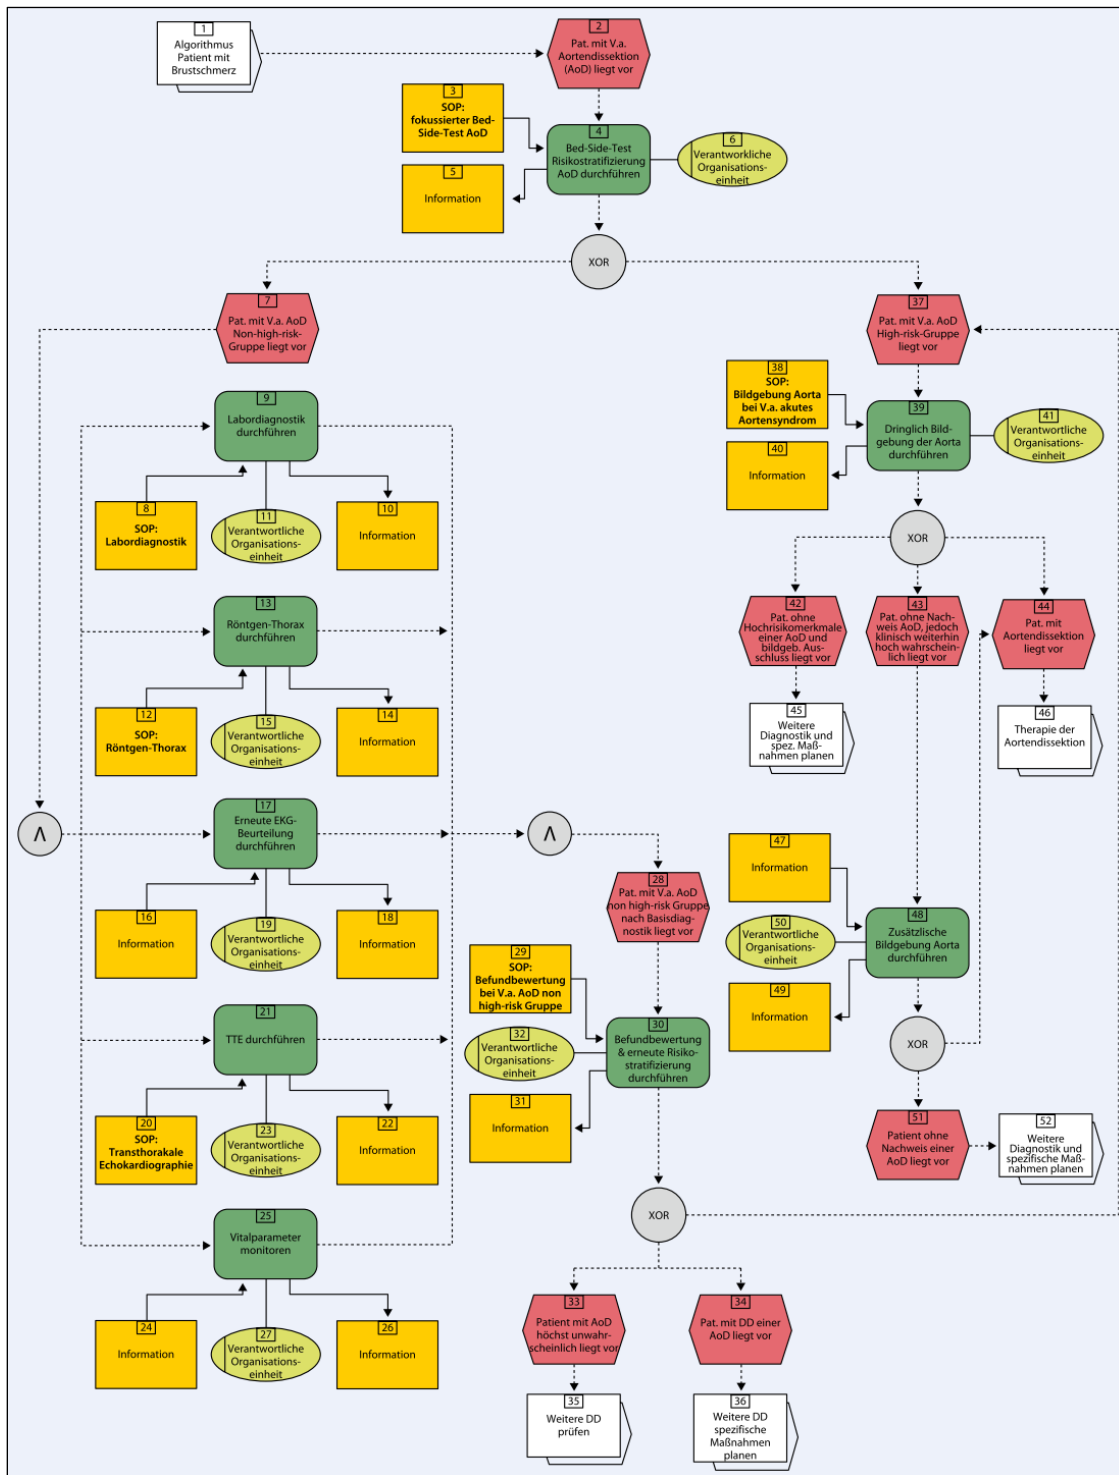 1
Algorithmus
Patient mit
Brustschmerz
2
Pat. mit V.a.
Aortendissektion
(AoD) liegt vor
3
SOP:
fokussierter Bed-
Side-Test AoD
4
Bed-Side-Test
Risikostratifizierung
AoD durchführen
5
Information
6
Verantworkliche
Organisations-
einheit
XOR
7
Pat. mit V.a. AoD
Non-high-risk-
Gruppe liegt vor
37
Pat. mit V.a. AoD
High-risk-Gruppe
liegt vor
38
SOP:
Bildgebung Aorta
bei V.a. akutes
Aortensyndrom
39
Dringlich Bild-
gebung der Aorta
durchführen
40
Information
41
Verantwortliche
Organisations-
einheit
9
Labordiagnostik
durchführen
8
SOP:
Labordiagnostik
11
Verantwortliche
Organisations-
einheit
10
Information
XOR
13
Röntgen-Thorax
durchführen
12
SOP:
Röntgen-Thorax
15
Verantwortliche
Organisations-
einheit
14
Information
42
Pat. ohne
Hochrisikomerkmale
einer AoD und
bildgeb. Aus-
schluss liegt vor
43
Pat. ohne Nach-
weis AoD, jedoch
klinisch weiterhin
hoch wahrschein-
lich liegt vor
44
Pat. mit
Aortendissektion
liegt vor
45
Weitere
Diagnostik und
spez. Maß-
nahmen planen
46
Therapie der
Aortendissektion
Λ
17
Erneute EKG-
Beurteilung
durchführen
16
Information
19
Verantwortliche
Organisations-
einheit
18
Information
Λ
28
Pat. mit V.a. AoD
non high-risk Gruppe
nach Basisdiag-
nostik liegt vor
47
Information
48
Zusätzlische
Bildgebung Aorta
durchführen
50
Verantwortliche
Organisations-
einheit
49
Information
29
SOP:
Befundbewertung
bei V.a. AoD non
high-risk Gruppe
30
Befundbewertung
& erneute Risiko-
stratifizierung
durchführen
32
Verantwortliche
Organisations-
einheit
31
Information
21
TTE durchführen
20
SOP:
Transthorakale
Echokardiographie
23
Verantwortliche
Organisations-
einheit
22
Information
XOR
51
Patient ohne
Nachweis einer
AoD liegt vor
52
Weitere
Diagnostik und
spezifische Maß-
nahmen planen
25
Vitalparameter
monitoren
24
Information
27
Verantwortliche
Organisations-
einheit
26
Information
XOR
33
Patient mit AoD
höchst unwahr-
scheinlich liegt vor
34
Pat. mit DD einer
AoD liegt vor
35
Weitere DD
prüfen
36
Weitere DD
spezifische
Maßnahmen
planen